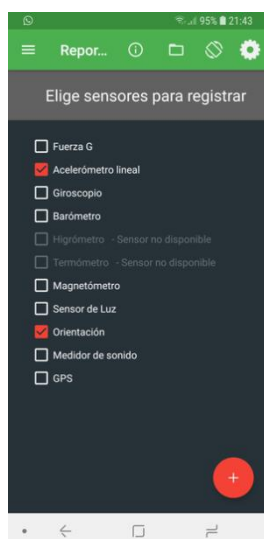 95% 21:43
Repor...
Elige sensores para registrar
Fuerza G
Acelerómetro lineal
Giroscopio
Barómetro
Higrómetro - Sensor no disponible
Termómetro - Sensor no disponible
Magnetómetro
Sensor de Luz
Orientación
Medidor de sonido
GPS